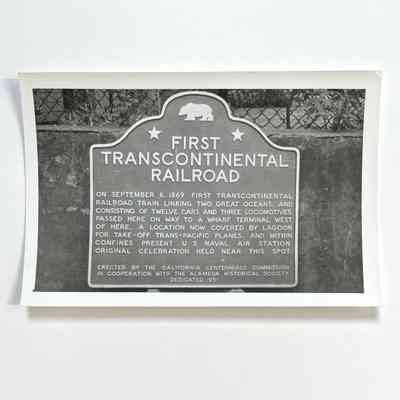 FIRST
TRANSCONTINENTAL
RAILROAD
ON SEPTEMBER 6, 1869 FIRST TRANSCONTINENTAL
RAILROAD TRAIN LINKING TWO GREAT OCEANS, AND
CONSISTING OF TWELVE CARS AND THREE LOCOMOTIVES
PASSED HERE ON WAY TO A WHARF TERMINAL WEST
OF HERE, A LOCATION NOW COVERED BY LAGOON
FOR TAKE-OFF TRANS-PACIFIC PLANES, AND WITHIN
CONFINES PRESENT U.S. NAVAL AIR STATION
ORIGINAL CELEBRATION HELD NEAR THIS SPOT.
ERECTED BY THE CALIFORNIA CENTENNIALS COMMISSION
IN COOPERATION WITH THE ALAMEDA HISTORICAL SOCIETY
DEDICATED